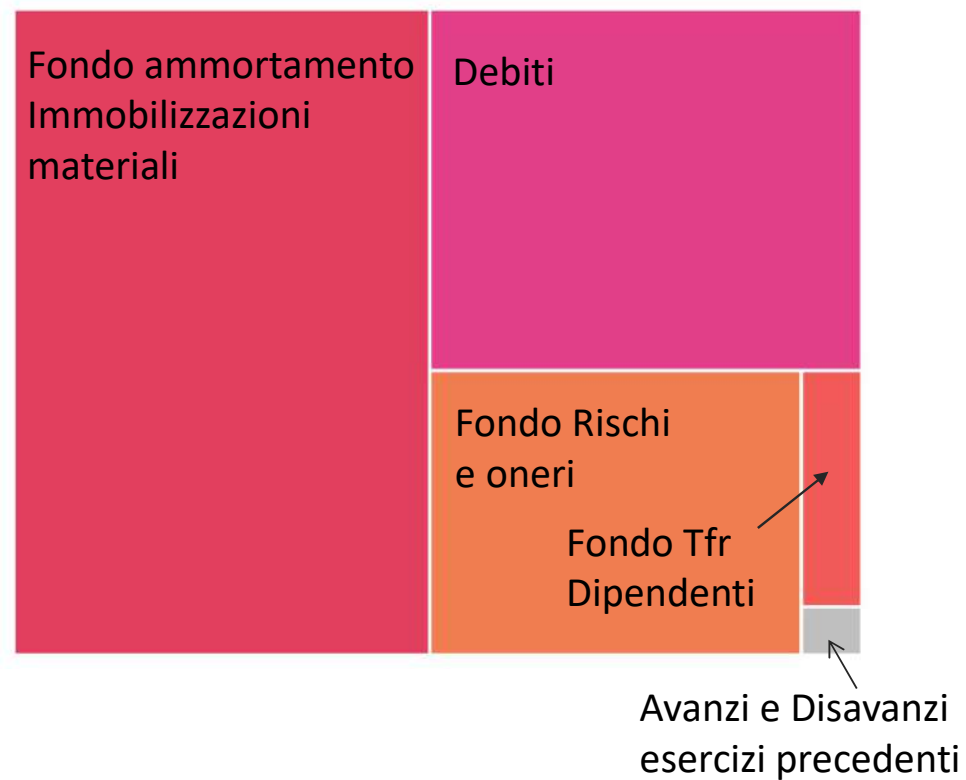 Fondo ammortamento
Immobilizzazioni
materiali
Debiti
Fondo Rischi
e oneri
Fondo Tfr
Dipendenti
Avanzi e Disavanzi
esercizi precedenti